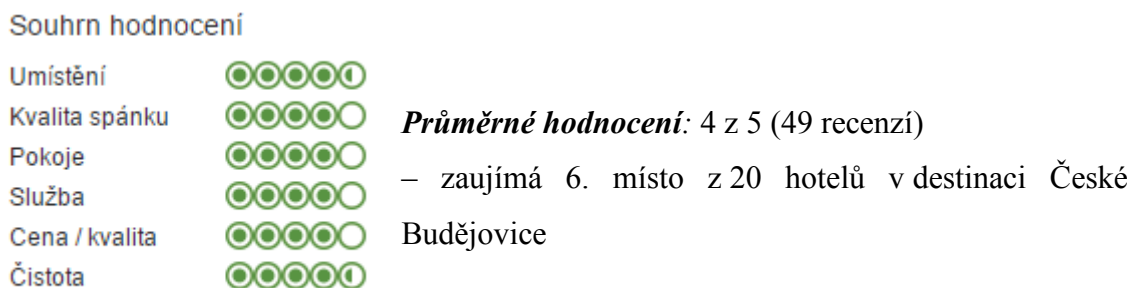 Souhrn hodnocení
Umístění
Kvalita spánku
Pokoje
Služba
Cena / kvalita
Čistota
Průměrné hodnocení: 4 z 5 (49 recenzí)
– zaujímá 6. místo z 20 hotelů v destinaci České
Budějovice